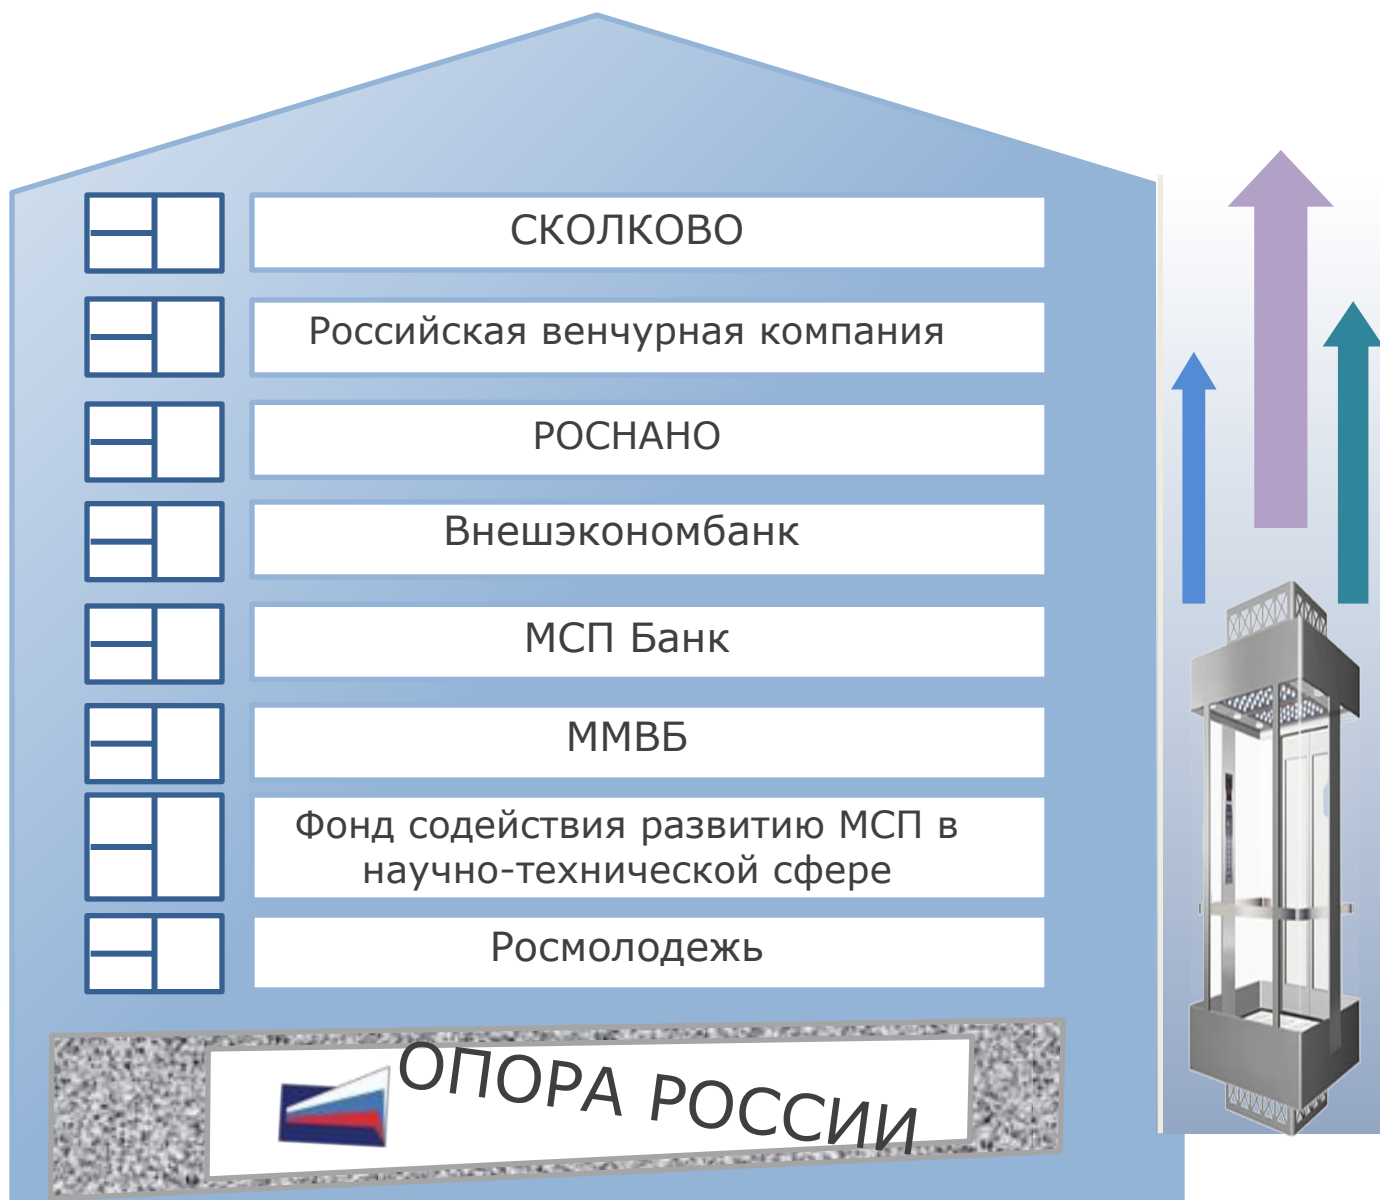 СКОЛКОВО
Российская венчурная компания
РОСНАНО
Внешэкономбанк
МСП Банк
ММВБ
Фонд содействия развитию МСП в
научно-технической сфере
Росмолодежь
ОПОРА РОССИИ